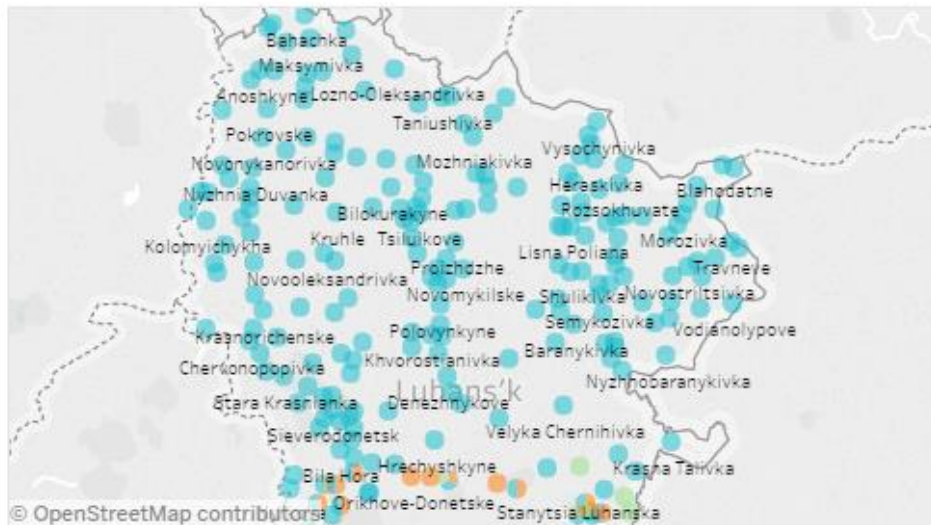 Bahachka
Maksymivka
Anoshkyne
Lozno-Oleksandrivka
Taniushivka
Pokrovske
Vysochynivka
Novonykanorivka
Mozhniakivka
Nyzhnia Duvanka
Heraskivka
Blahodatne
Bilokurakyne
Rozsokhuvate
Kolomyichykha
Kruhle
Tsiluikove
Lisna Poliana
Morozivka
Proizhdzhe
Travneve
Novooleksandrivka
Novomykilske
Shulikivka
Novostriltsivka
Semykozivka
Krasnorichenske
Polovynkyne
Vodianolypove
Baranykivka
Khvorostianivka
Chervonopopivka
Luhans'k
Nyzhnobaranykivka
Stara Krasnianka
Denezhnykove
Sieverodonetsk
Velyka Chernihivka
Bila Hora
Hrechyshkyne
Krasna Talivka
Orikhove-Donetske
Stanytsia Luhanska
© OpenStreetMap contributors